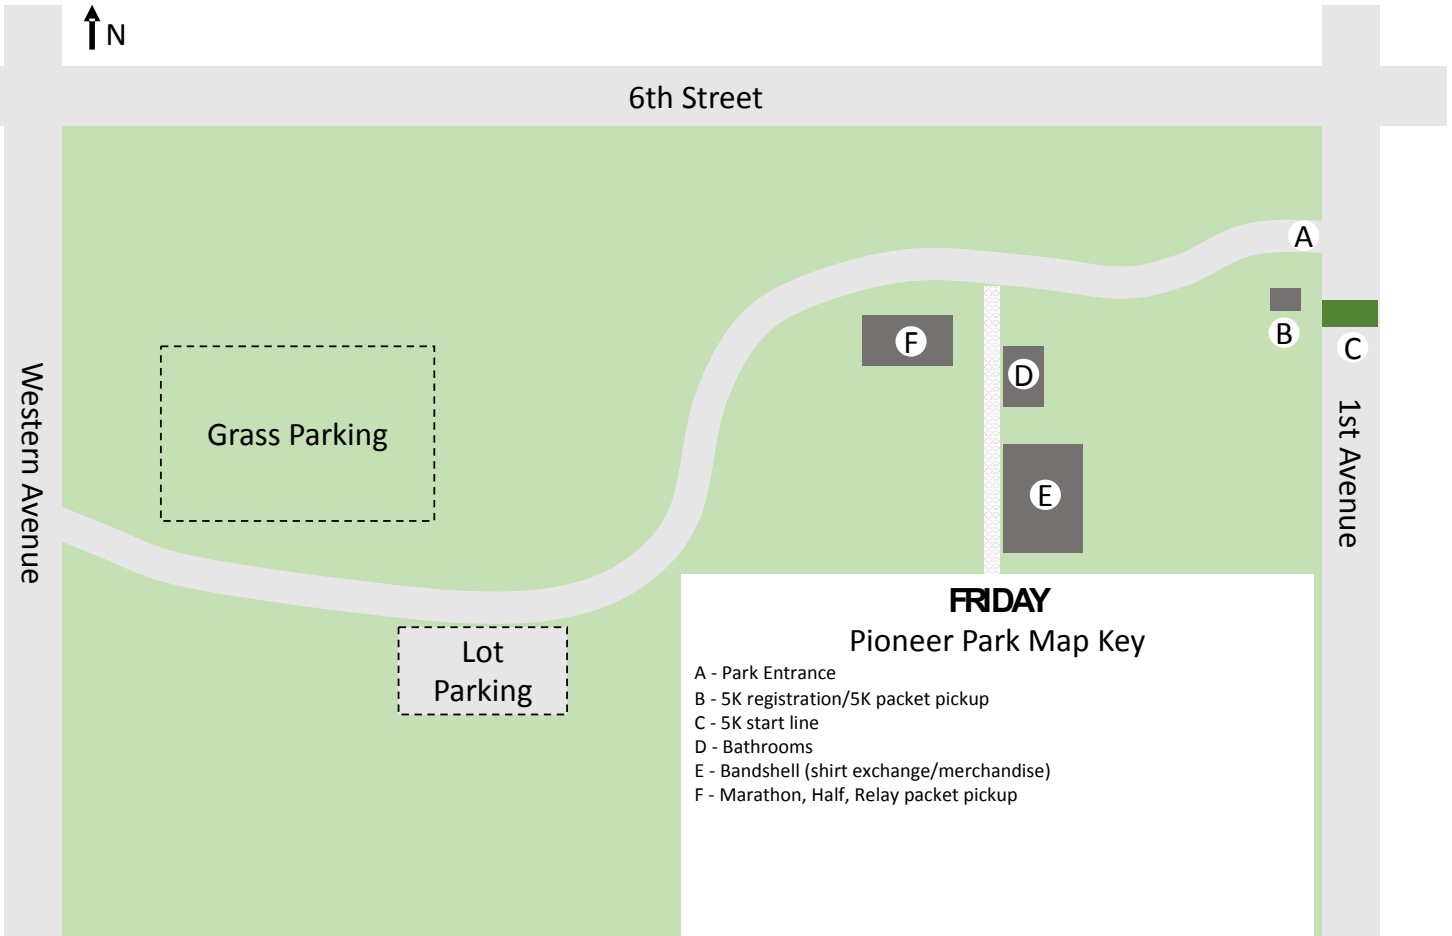 N
6th Street
A
B
C
F
D
E
Western Avenue
1st Avenue
Grass Parking
Lot
Parking
FRIDAY
Pioneer Park Map Key
A - Park Entrance
B - 5K registration/5K packet pickup
C - 5K start line
D - Bathrooms
E - Bandshell (shirt exchange/merchandise)
F - Marathon, Half, Relay packet pickup